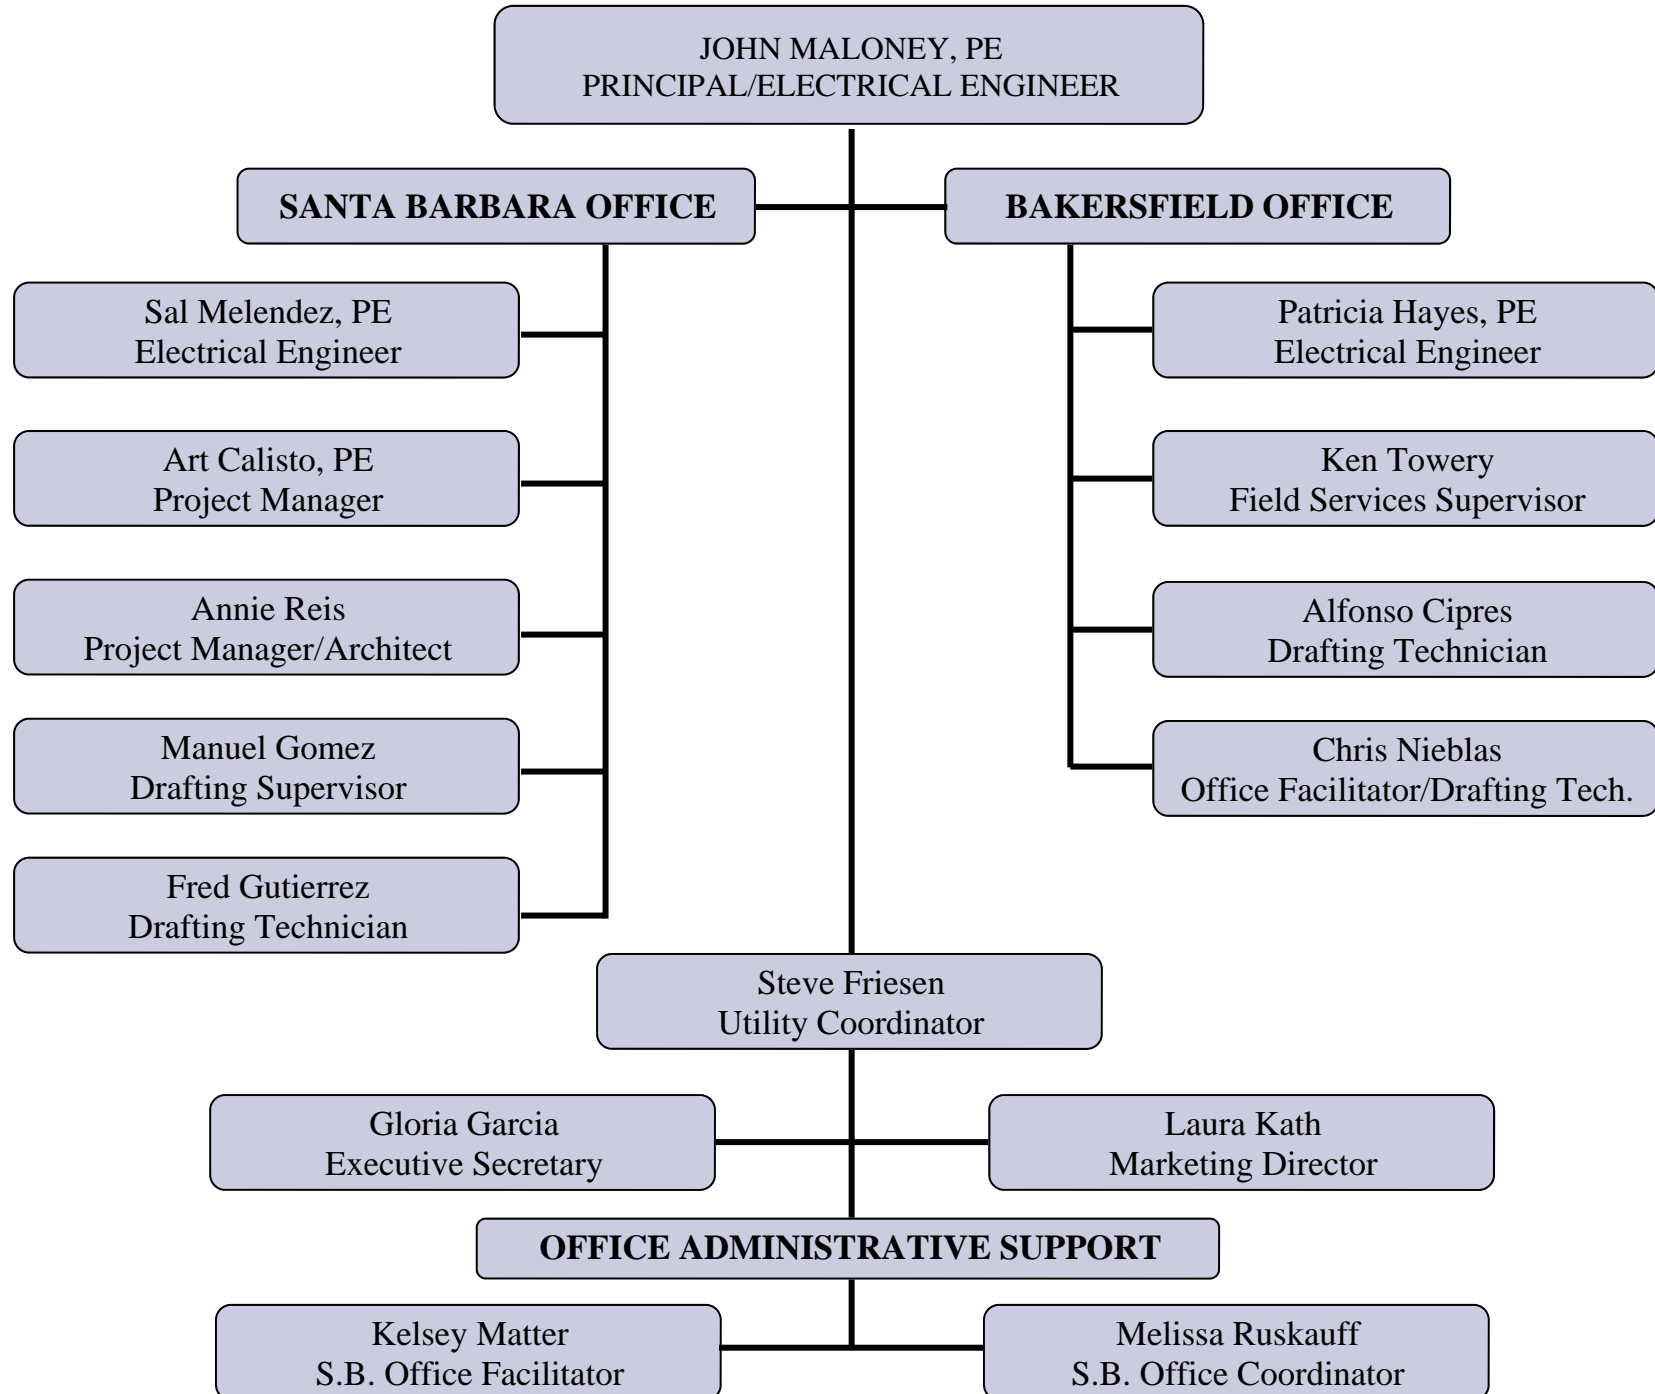 JOHN MALONEY, PE
PRINCIPAL/ELECTRICAL ENGINEER
SANTA BARBARA OFFICE
BAKERSFIELD OFFICE
Sal Melendez, PE
Electrical Engineer
Art Calisto, PE
Project Manager
Annie Reis
Project Manager/Architect
Manuel Gomez
Drafting Supervisor
Fred Gutierrez
Drafting Technician
Patricia Hayes, PE
Electrical Engineer
Ken Towery
Field Services Supervisor
Alfonso Cipres
Drafting Technician
Chris Nieblas
Office Facilitator/Drafting Tech.
Steve Friesen
Utility Coordinator
Gloria Garcia
Executive Secretary
Laura Kath
Marketing Director
OFFICE ADMINISTRATIVE SUPPORT
Kelsey Matter
S.B. Office Facilitator
Melissa Ruskauff
S.B. Office Coordinator